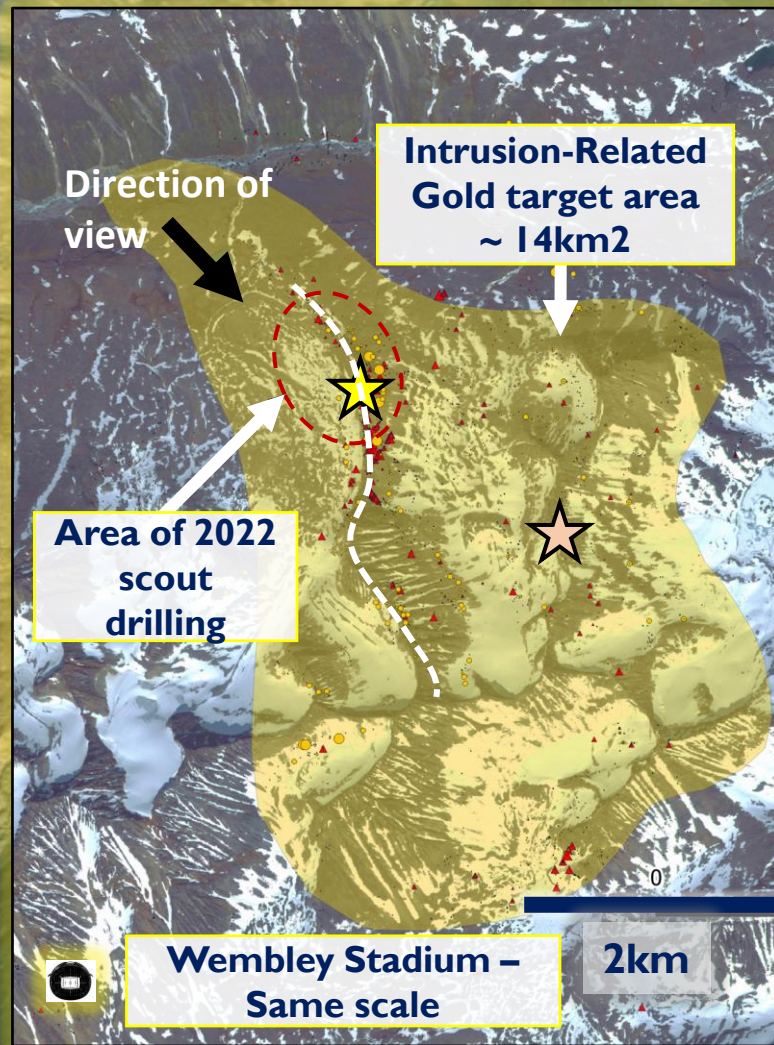 Intrusion-Related
Gold target area
~ 14km2
Direction of
view
Area of 2022
scout
drilling
0
2km
Wembley Stadium –
Same scale